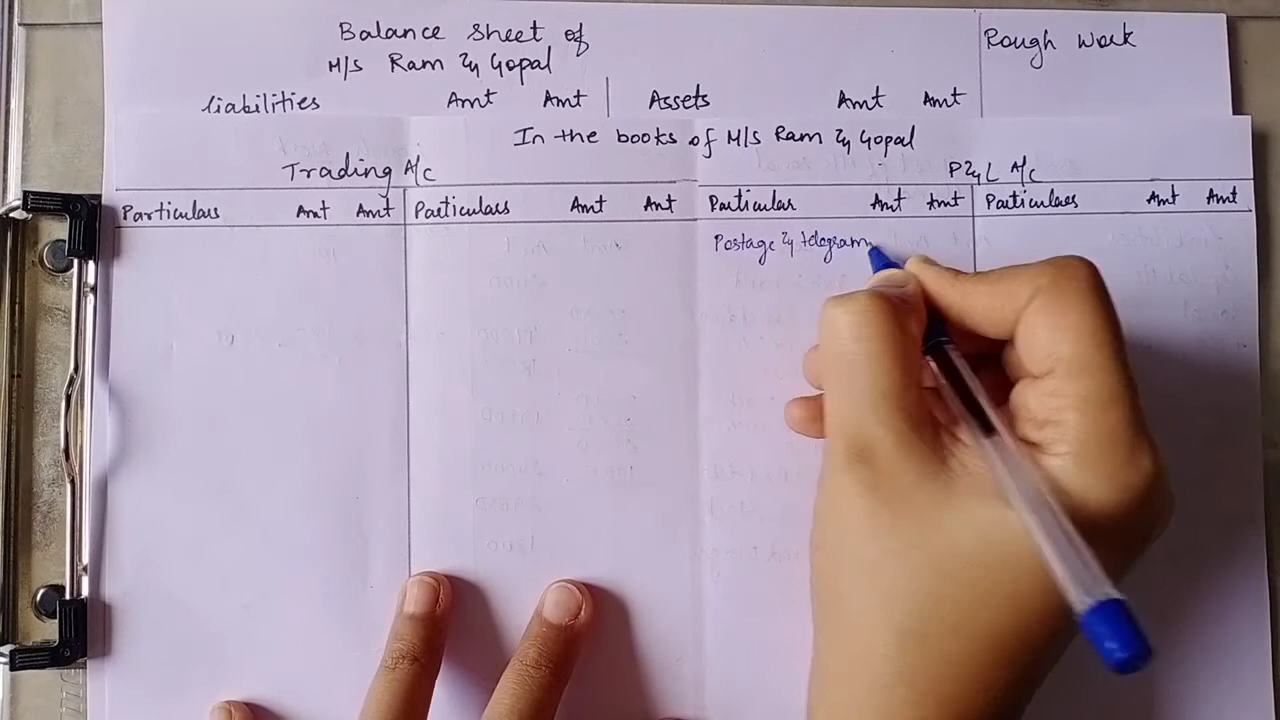 Balance Sheet of
M/S Ram & Gopal
Rough Work
Liabilities Amt Amt Assets Amt Amt
In the books of M/S Ram & Gopal
Trading A/c P&L A/c
Particulars Amt Amt Particulars Amt Amt Particular Amt Amt Particulars Amt Amt
Postage & telegram